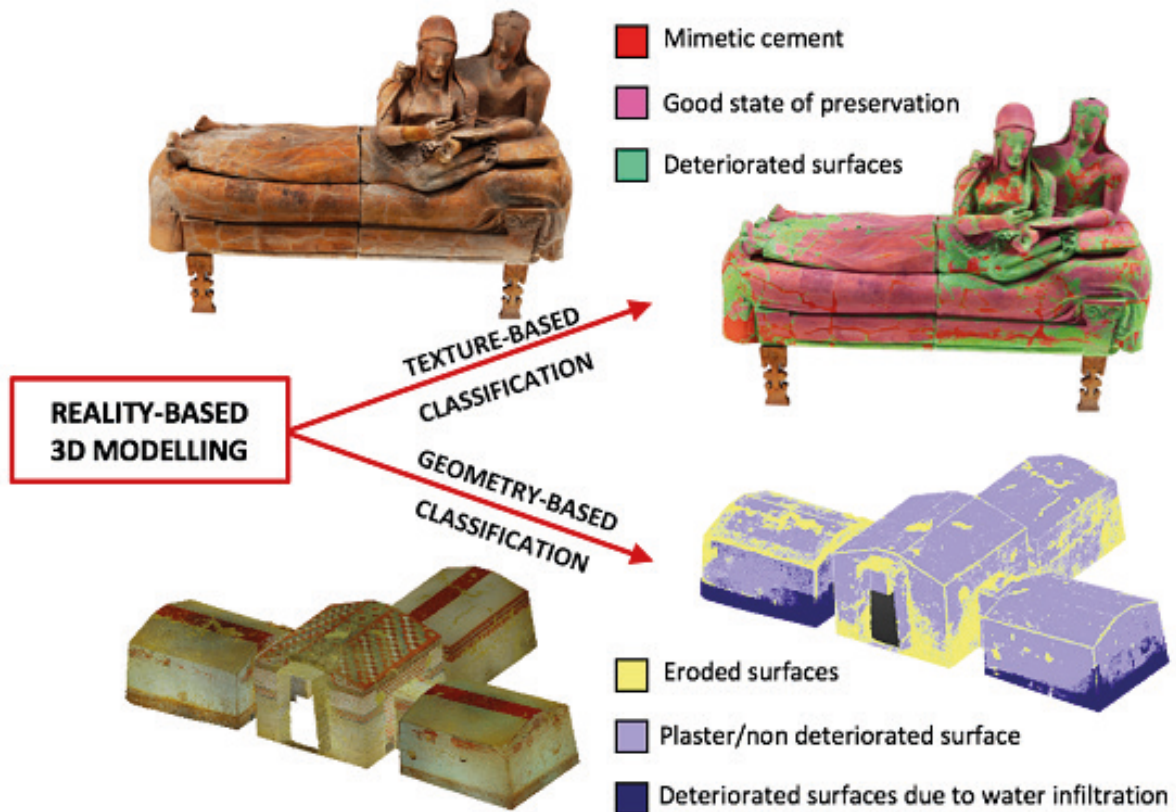 Mimetic cement
Good state of preservation
Deteriorated surfaces
TEXTURE-BASED
CLASSIFICATION
REALITY-BASED
3D MODELLING
GEOMETRY-BASED
CLASSIFICATION
Eroded surfaces
Plaster/non deteriorated surface
Deteriorated surfaces due to water infiltration